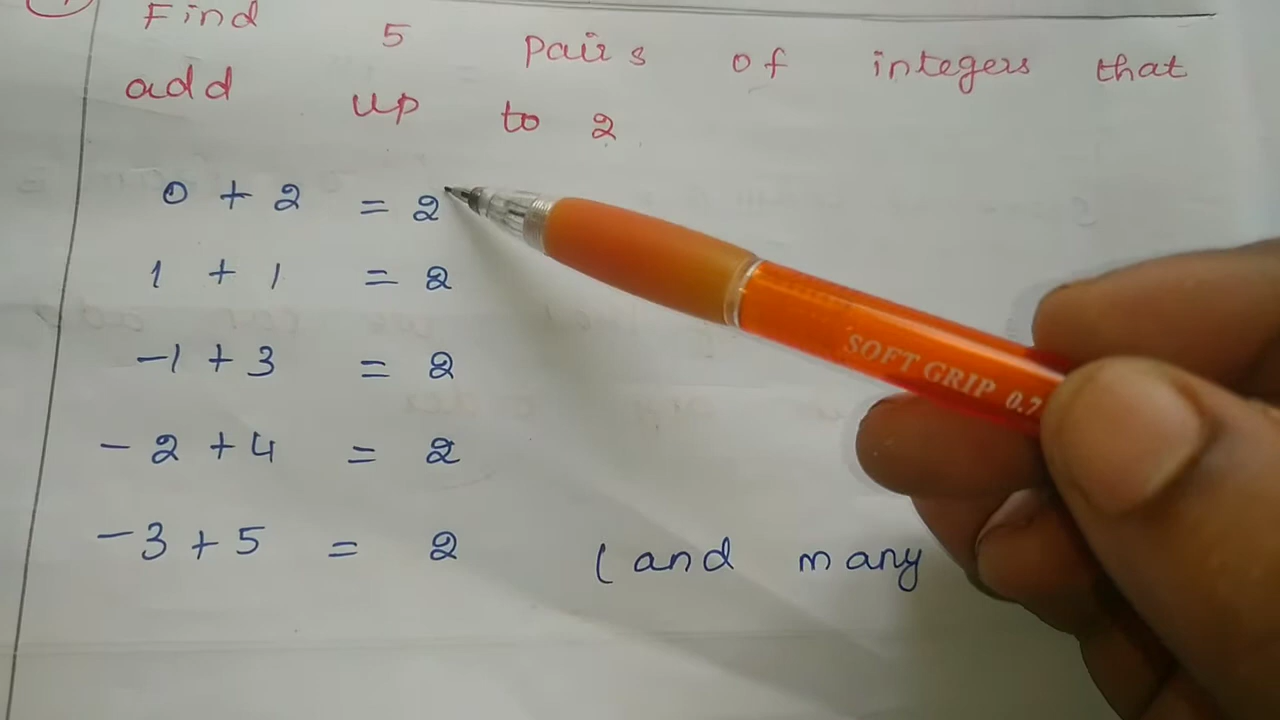 Find 5 pairs of integers that
add up to 2
0 + 2 = 2
1 + 1 = 2
-1 + 3 = 2
-2 + 4 = 2
-3 + 5 = 2 (and many
SOFT GRIP 0.7